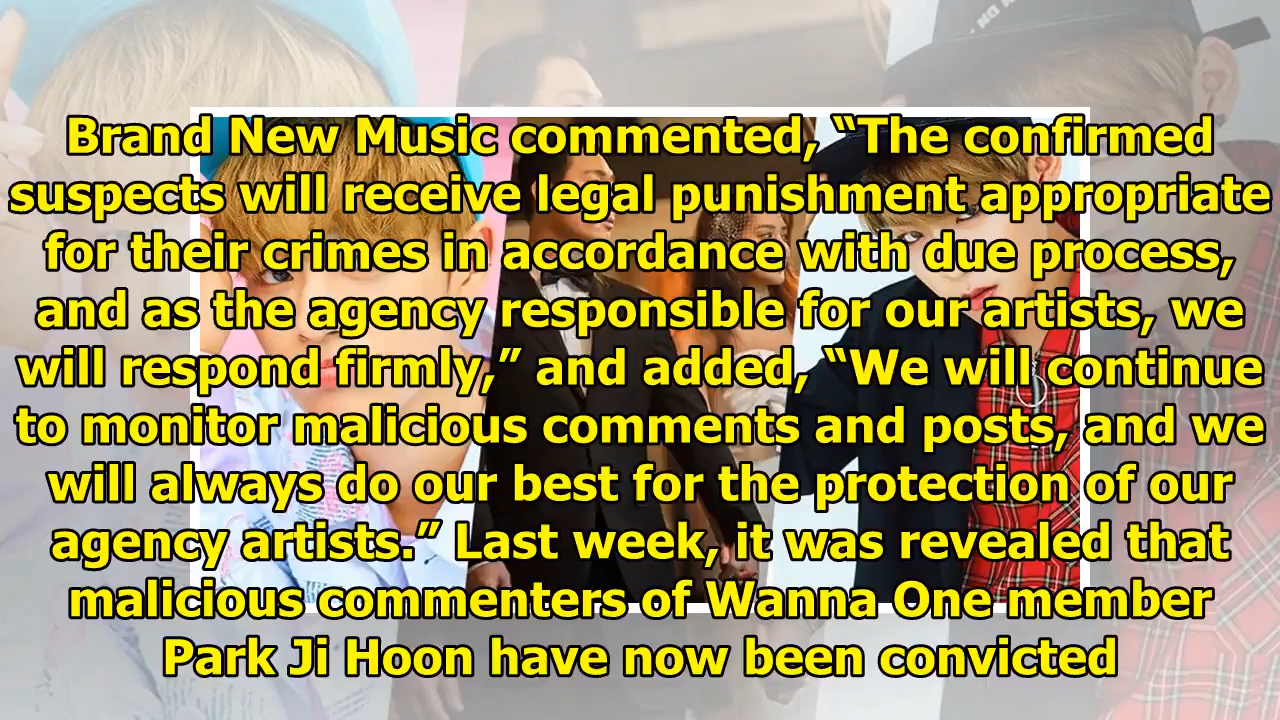 Brand New Music commented, “The confirmed
suspects will receive legal punishment appropriate
for their crimes in accordance with due process,
and as the agency responsible for our artists, we
will respond firmly,” and added, “We will continue
to monitor malicious comments and posts, and we
will always do our best for the protection of our
agency artists.” Last week, it was revealed that
malicious commenters of Wanna One member
Park Ji Hoon have now been convicted